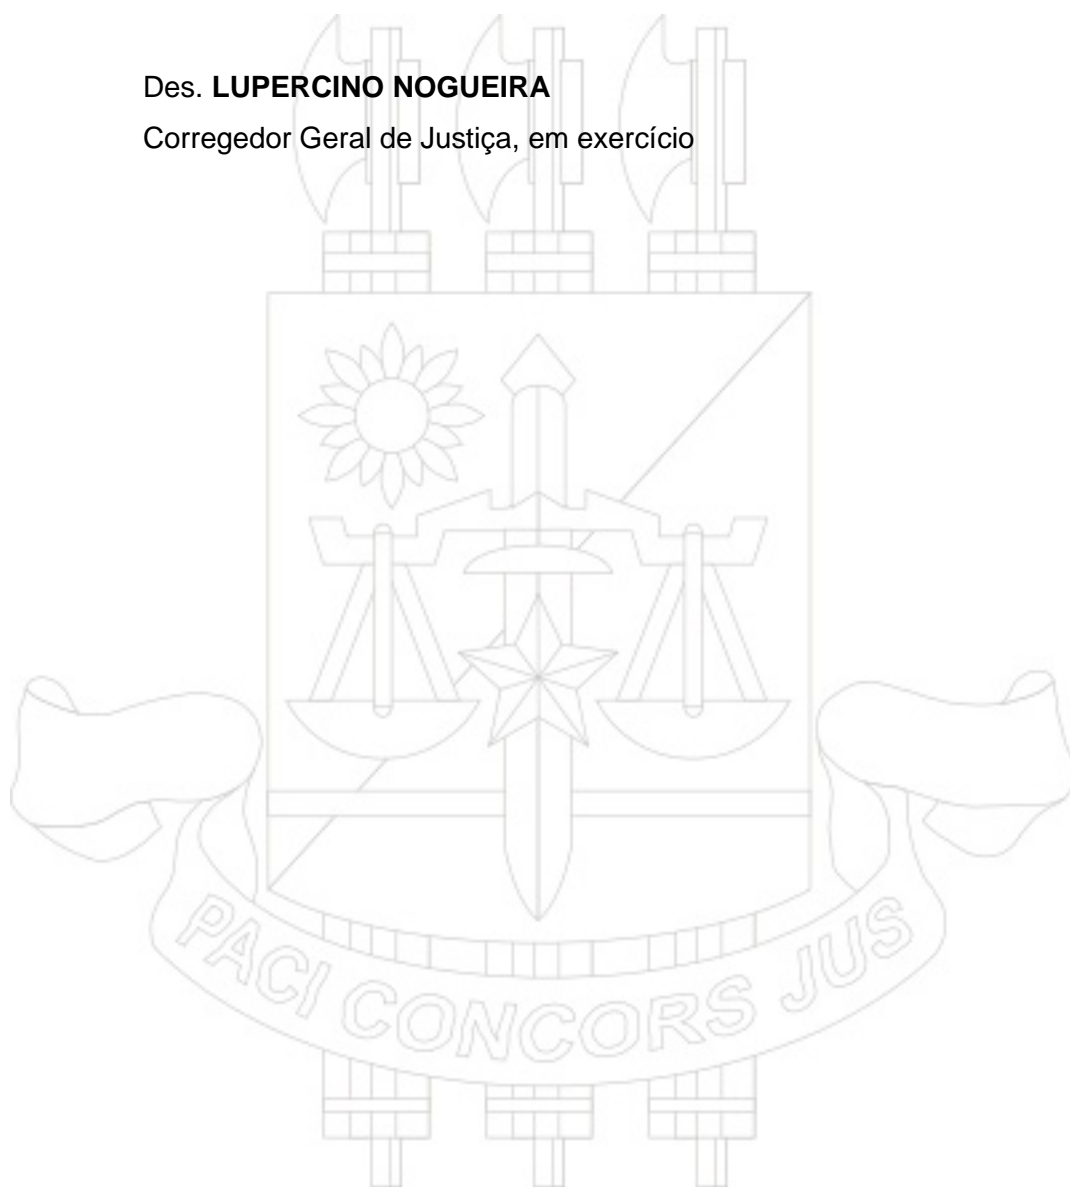 Des. LUPERCINO NOGUEIRA
Corregedor Geral de Justiça, em exercício
PACI CONCORS JUS